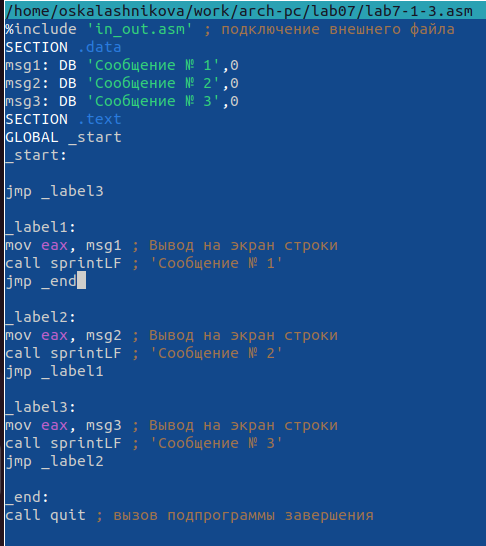 /home/oskalashnikova/work/arch-pc/lab07/lab7-1-3.asm
%include 'in_out.asm' ; подключение внешнего файла
SECTION .data
msg1: DB 'Сообщение № 1',0
msg2: DB 'Сообщение № 2',0
msg3: DB 'Сообщение № 3',0
SECTION .text
GLOBAL _start
_start:
jmp _label3
_label1:
mov eax, msg1 ; Вывод на экран строки
call sprintLF ; 'Сообщение № 1'
jmp _end
_label2:
mov eax, msg2 ; Вывод на экран строки
call sprintLF ; 'Сообщение № 2'
jmp _label1
_label3:
mov eax, msg3 ; Вывод на экран строки
call sprintLF ; 'Сообщение № 3'
jmp _label2
_end:
call quit ; вызов подпрограммы завершения